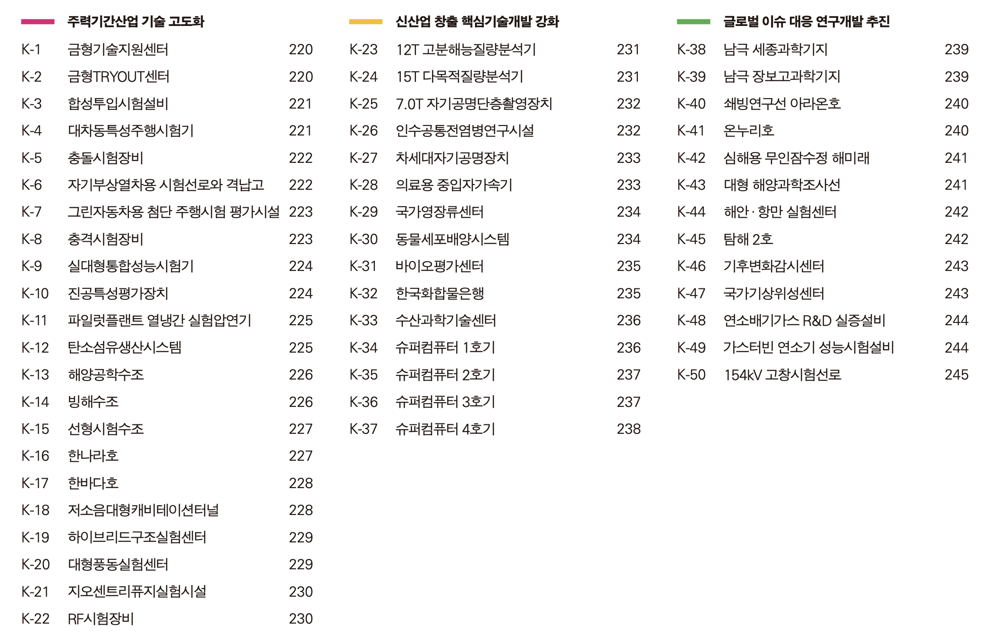 주력기간산업 기술 고도화
K-1 금형기술지원센터 220
K-2 금형TRYOUT센터 220
K-3 합성투입시험설비 221
K-4 대차동특성주행시험기 221
K-5 충돌시험장비 222
K-6 자기부상열차용 시험선로와 격납고 222
K-7 그린자동차용 첨단 주행시험 평가시설 223
K-8 충격시험장비 223
K-9 실대형통합성능시험기 224
K-10 진공특성평가장치 224
K-11 파일럿플랜트 열냉간 실험압연기 225
K-12 탄소섬유생산시스템 225
K-13 해양공학수조 226
K-14 빙해수조 226
K-15 선형시험수조 227
K-16 한나라호 227
K-17 한바다호 228
K-18 저소음대형캐비테이션터널 228
K-19 하이브리드구조실험센터 229
K-20 대형풍동실험센터 229
K-21 지오센트리퓨지실험시설 230
K-22 RF시험장비 230
신산업 창출 핵심기술개발 강화
K-23 12T 고분해능질량분석기 231
K-24 15T 다목적질량분석기 231
K-25 7.0T 자기공명단층촬영장치 232
K-26 인수공통전염병연구시설 232
K-27 차세대자기공명장치 233
K-28 의료용 중입자가속기 233
K-29 국가영장류센터 234
K-30 동물세포배양시스템 234
K-31 바이오평가센터 235
K-32 한국화합물은행 235
K-33 수산과학기술센터 236
K-34 슈퍼컴퓨터 1호기 236
K-35 슈퍼컴퓨터 2호기 237
K-36 슈퍼컴퓨터 3호기 237
K-37 슈퍼컴퓨터 4호기 238
글로벌 이슈 대응 연구개발 추진
K-38 남극 세종과학기지 239
K-39 남극 장보고과학기지 239
K-40 쇄빙연구선 아라온호 240
K-41 온누리호 240
K-42 심해용 무인잠수정 해미래 241
K-43 대형 해양과학조사선 241
K-44 해안·항만 실험센터 242
K-45 탐해 2호 242
K-46 기후변화감시센터 243
K-47 국가기상위성센터 243
K-48 연소배기가스 R&D 실증설비 244
K-49 가스터빈 연소기 성능시험설비 244
K-50 154kV 고창시험선로 245